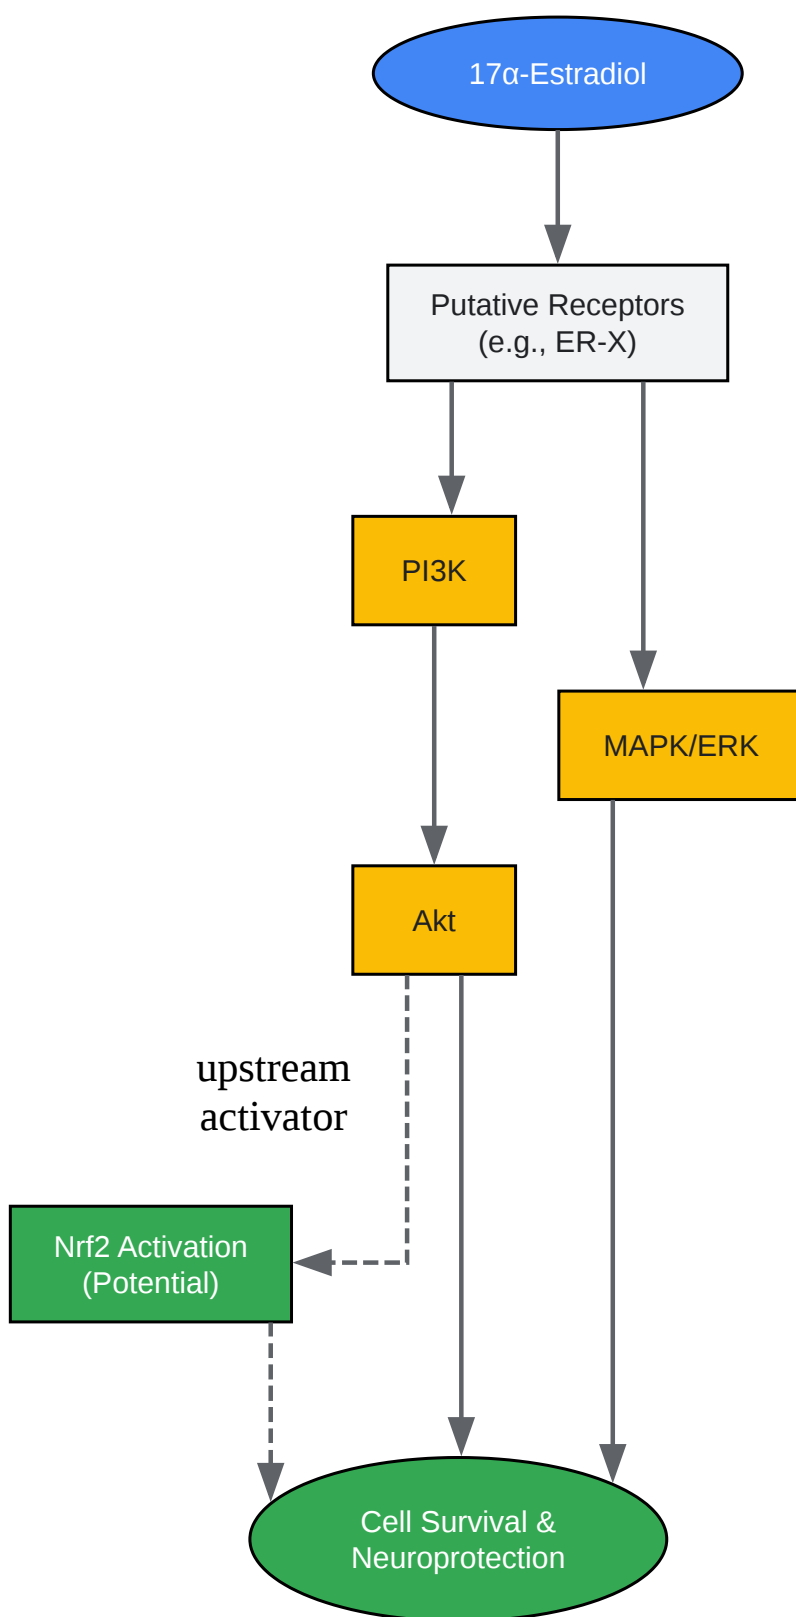 17α-Estradiol
Putative Receptors
(e.g., ER-X)
PI3K
MAPK/ERK
Akt
upstream
activator
Nrf2 Activation
(Potential)
Cell Survival &
Neuroprotection